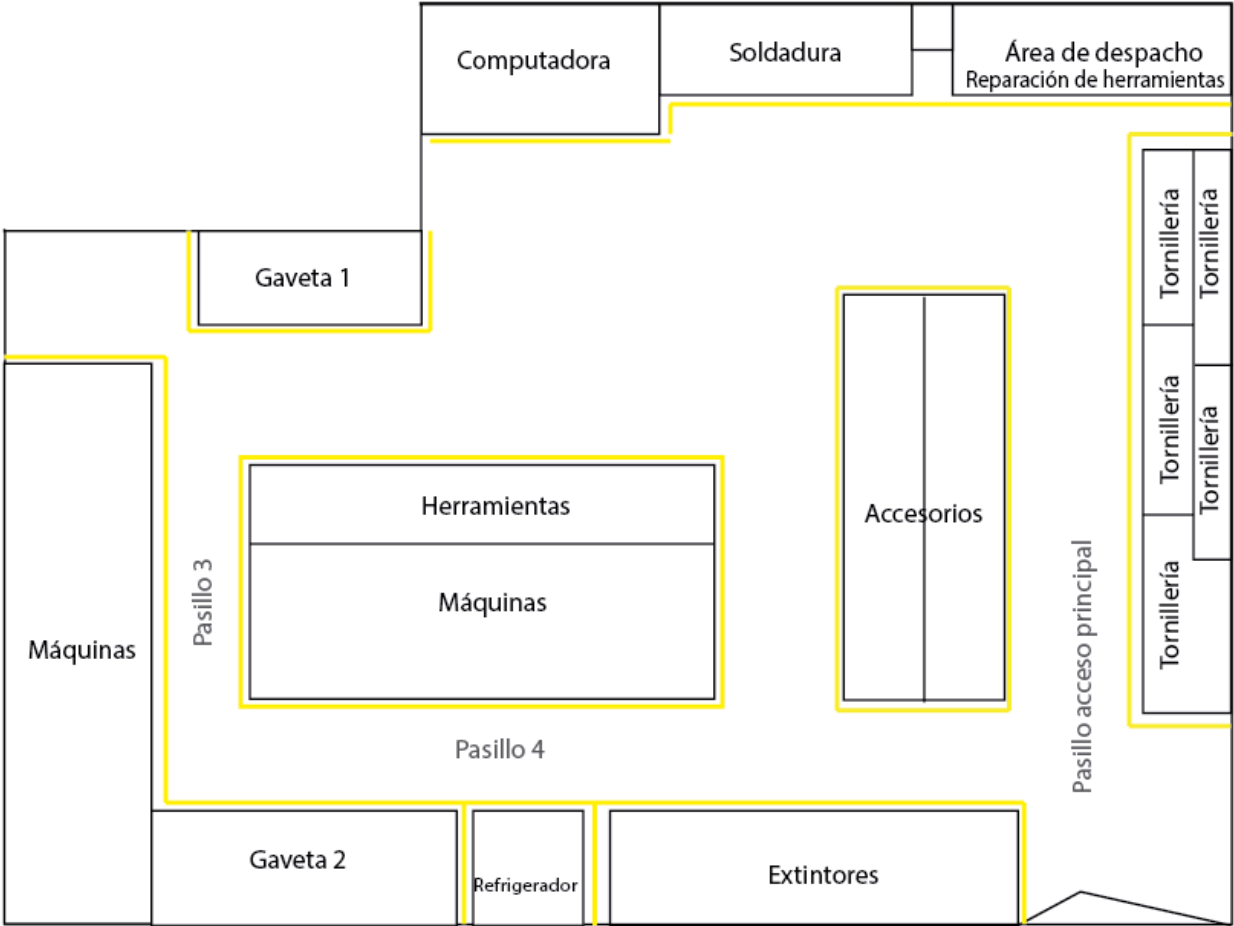 Computadora
Soldadura
Área de despacho
Reparación de herramientas
Tornillería
Tornillería
Gaveta 1
Tornillería
Tornillería
Herramientas
Accesorios
Máquinas
Pasillo 3
Tornillería
Máquinas
Pasillo acceso principal
Pasillo 4
Gaveta 2
Refrigerador
Extintores